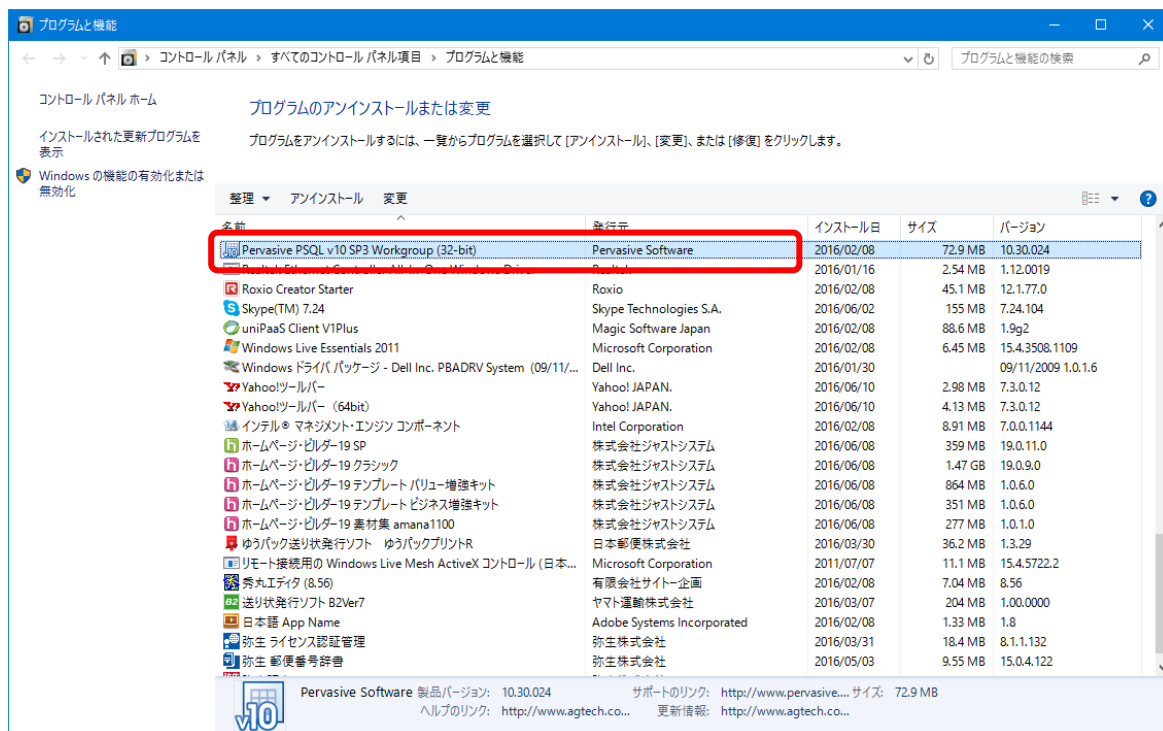 プログラムと機能
コントロール パネル › すべてのコントロール パネル項目 › プログラムと機能
プログラムと機能の検索
コントロール パネル ホーム
インストールされた更新プログラムを
表示
Windows の機能の有効化または
無効化
プログラムのアンインストールまたは変更
プログラムをアンインストールするには、一覧からプログラムを選択して [アンインストール]、[変更]、または [修復] をクリックします。
整理 アンインストール 変更
名前 発行元 インストール日 サイズ バージョン
Pervasive PSQL v10 SP3 Workgroup (32-bit) Pervasive Software 2016/02/08 72.9 MB 10.30.024
Realtek Ethernet Controller All-In-One Windows Driver Realtek 2016/01/16 2.54 MB 1.12.0019
Roxio Creator Starter Roxio 2016/02/08 45.1 MB 12.1.77.0
Skype(TM) 7.24 Skype Technologies S.A. 2016/06/02 155 MB 7.24.104
uniPaaS Client V1Plus Magic Software Japan 2016/02/08 88.6 MB 1.9g2
Windows Live Essentials 2011 Microsoft Corporation 2016/02/08 6.45 MB 15.4.3508.1109
Windows ドライバ パッケージ - Dell Inc. PBADRV System (09/11/... Dell Inc. 2016/01/30 09/11/2009 1.0.1.6
Yahoo!ツールバー Yahoo! JAPAN. 2016/06/10 2.98 MB 7.3.0.12
Yahoo!ツールバー (64bit) Yahoo! JAPAN. 2016/06/10 4.13 MB 7.3.0.12
インテル® マネジメント・エンジン コンポーネント Intel Corporation 2016/02/08 8.91 MB 7.0.0.1144
ホームページ・ビルダー19 SP 株式会社ジャストシステム 2016/06/08 359 MB 19.0.11.0
ホームページ・ビルダー19 クラシック 株式会社ジャストシステム 2016/06/08 1.47 GB 19.0.9.0
ホームページ・ビルダー19 テンプレート バリュー増強キット 株式会社ジャストシステム 2016/06/08 864 MB 1.0.6.0
ホームページ・ビルダー19 テンプレート ビジネス増強キット 株式会社ジャストシステム 2016/06/08 351 MB 1.0.6.0
ホームページ・ビルダー19 素材集 amana1100 株式会社ジャストシステム 2016/06/08 277 MB 1.0.1.0
ゆうパック送り状発行ソフト ゆうパックプリントR 日本郵便株式会社 2016/03/30 36.2 MB 1.3.29
リモート接続用の Windows Live Mesh ActiveX コントロール (日本... Microsoft Corporation 2011/07/07 11.1 MB 15.4.5722.2
秀丸エディタ (8.56) 有限会社サイトー企画 2016/02/08 7.04 MB 8.56
B2 送り状発行ソフト B2Ver7 ヤマト運輸株式会社 2016/03/07 204 MB 1.00.0000
日本語 App Name Adobe Systems Incorporated 2016/02/08 1.33 MB 1.8
弥生 ライセンス認証管理 弥生株式会社 2016/03/31 18.4 MB 8.1.1.132
弥生 郵便番号辞書 弥生株式会社 2016/05/03 9.55 MB 15.0.4.122
v10
Pervasive Software 製品バージョン: 10.30.024 サポートのリンク: http://www.pervasive.... サイズ: 72.9 MB
ヘルプのリンク: http://www.agtech.co... 更新情報: http://www.agtech.co...